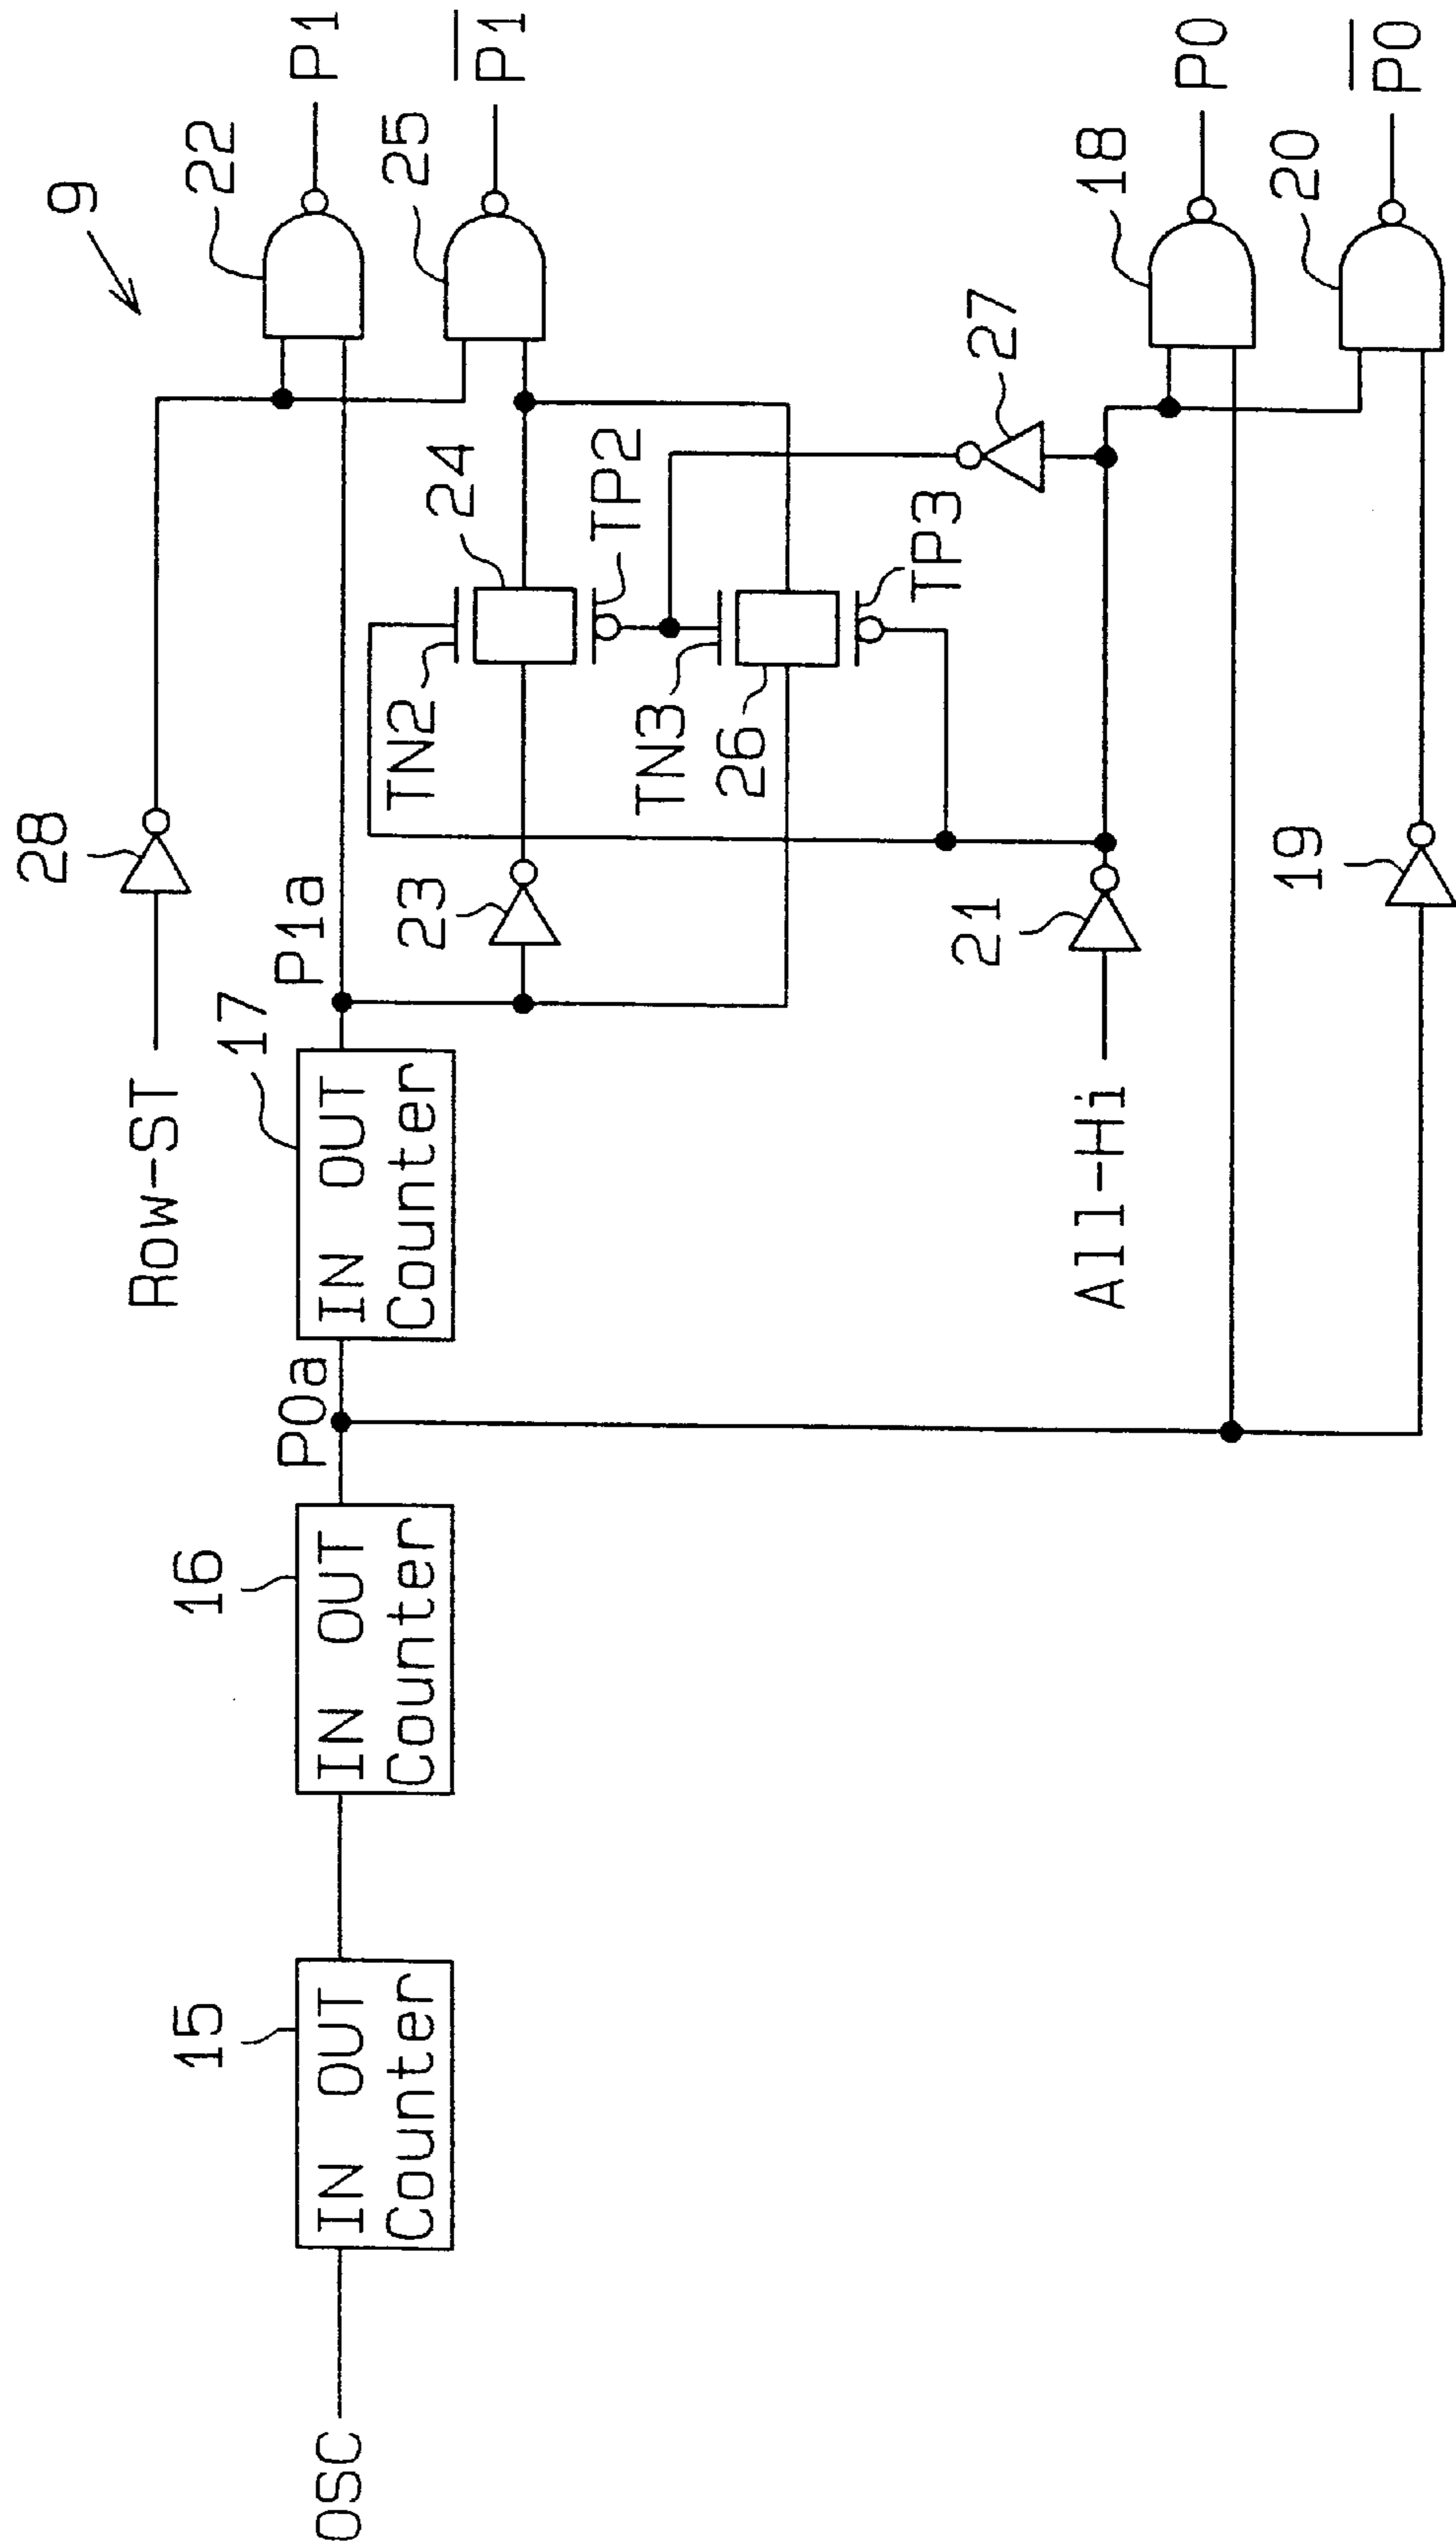 9
22
P1
28
Row-ST
25
P1
17
P1a
24
TN2
TP2
23
P0a
16
15
OSC
IN OUT
Counter
IN OUT
Counter
IN OUT
Counter
TN3
26
TP3
27
21
All-Hi
18
P0
19
20
P0